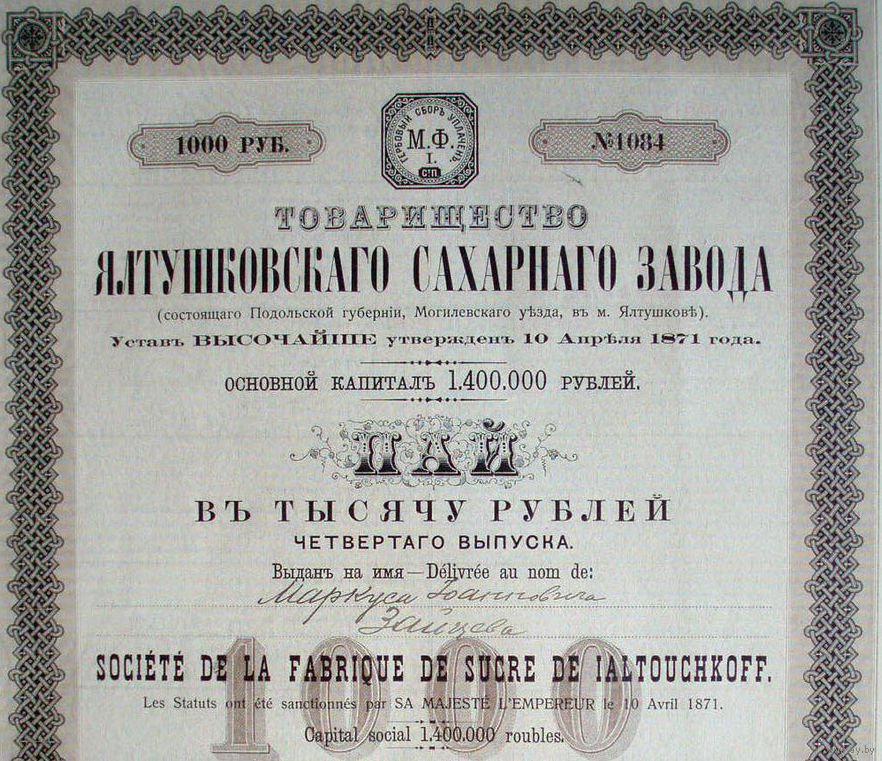 1000 РУБ.
ГЕРБОВЫЙ СБОРЪ УПЛАЧЕНЪ.
М.Ф.
I.
с!п
№1084
ТОВАРИЩЕСТВО
ЯЛТУШКОВСКАГО САХАРНАГО ЗАВОДА
(состоящаго Подольской губерніи, Могилевскаго уѣзда, въ м. Ялтушковѣ).
Уставъ ВЫСОЧАЙШЕ утвержденъ 10 Апрѣля 1871 года.
ОСНОВНОЙ КАПИТАЛЪ 1.400.000 РУБЛЕЙ.
ПАЙ
ВЪ ТЫСЯЧУ РУБЛЕЙ
ЧЕТВЕРТАГО ВЫПУСКА.
Выданъ на имя — Délivrée au nom de:
Маркуса Іоанновича
Зайцева
1000
SOCIÉTÉ DE LA FABRIQUE DE SUCRE DE IALTOUCHKOFF.
Les Statuts ont été sanctionnés par SA MAJESTÉ L'EMPEREUR le 10 Avril 1871.
Capital social 1.400.000 roubles.